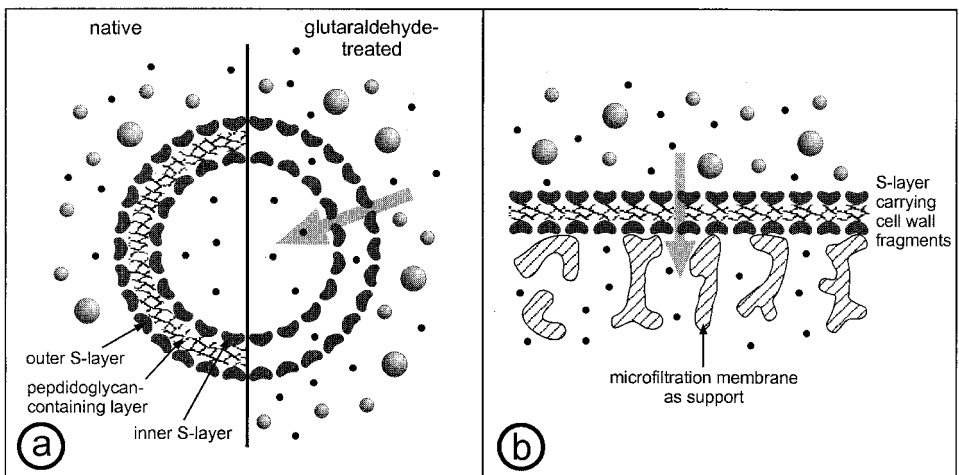 native
glutaraldehyde-
treated
outer S-layer
pepdidoglycan-
containing layer
inner S-layer
a
S-layer
carrying
cell wall
fragments
microfiltration membrane
as support
b